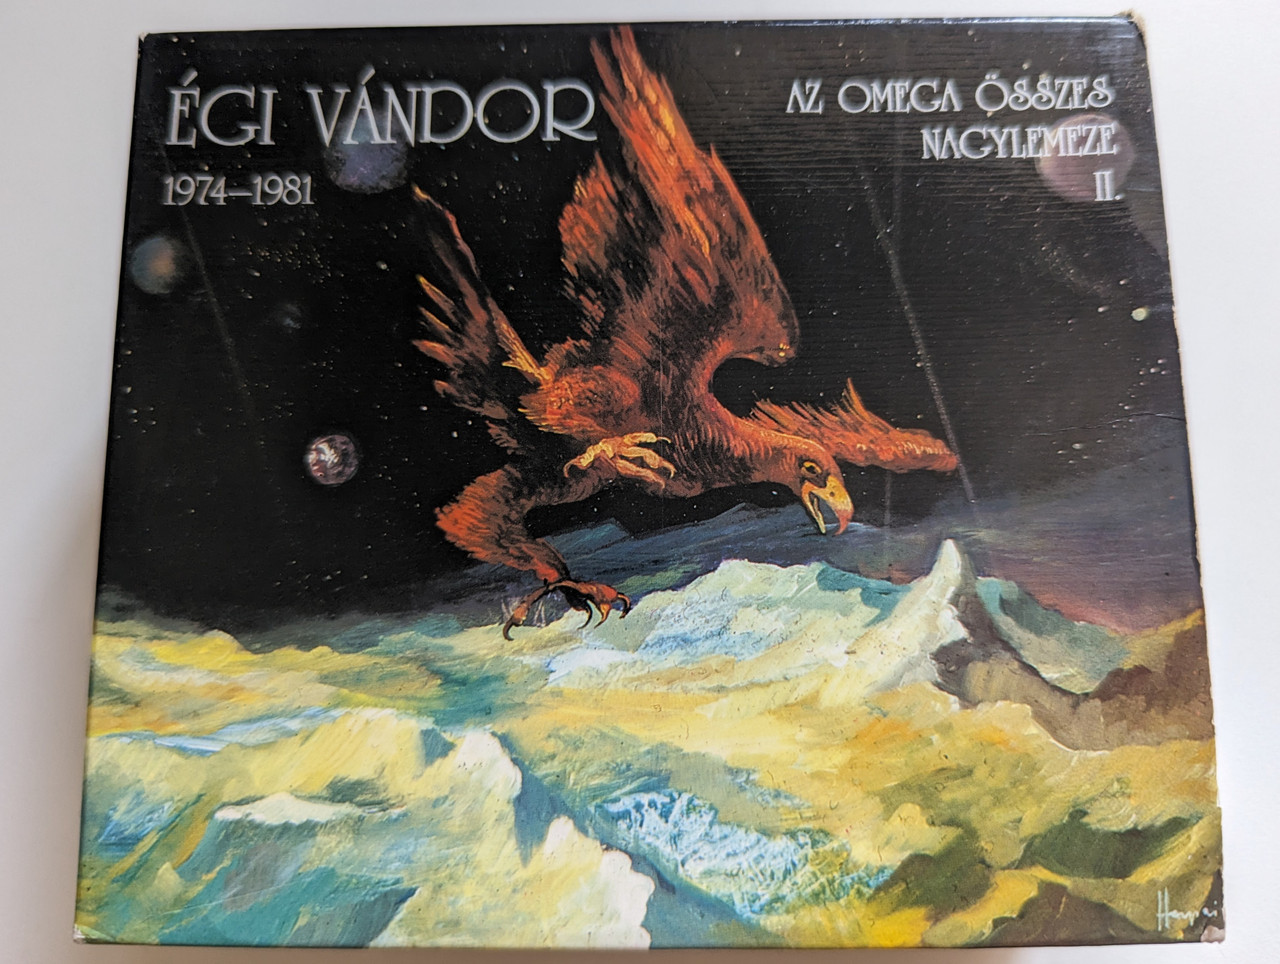 ÉGI VÁNDOR
1974–1981
AZ OMEGA ÖSSZES
NAGYLEMEZE
II.